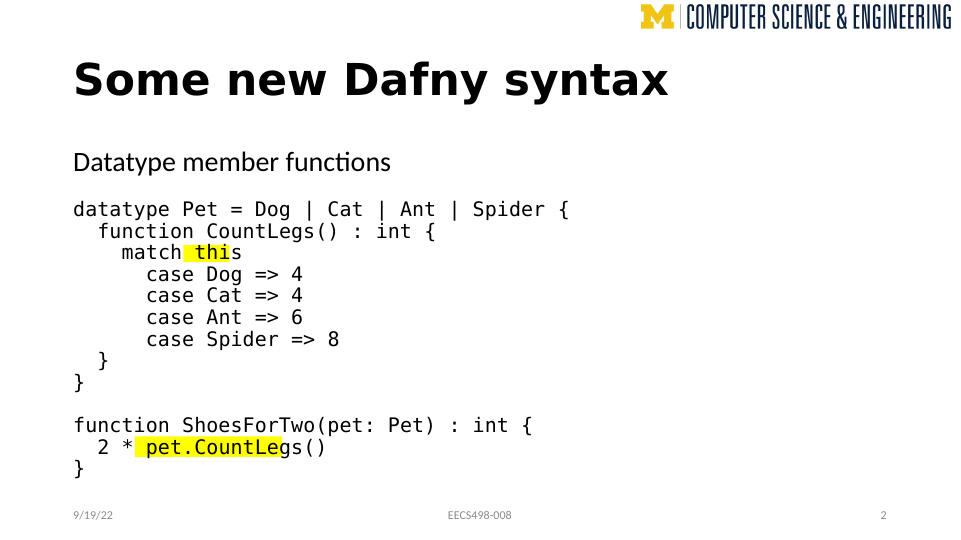 M | COMPUTER SCIENCE & ENGINEERING
Some new Dafny syntax
Datatype member functions
datatype Pet = Dog | Cat | Ant | Spider {
  function CountLegs() : int {
    match this
      case Dog => 4
      case Cat => 4
      case Ant => 6
      case Spider => 8
  }
}
function ShoesForTwo(pet: Pet) : int {
  2 * pet.CountLegs()
}
9/19/22 EECS498-008 2